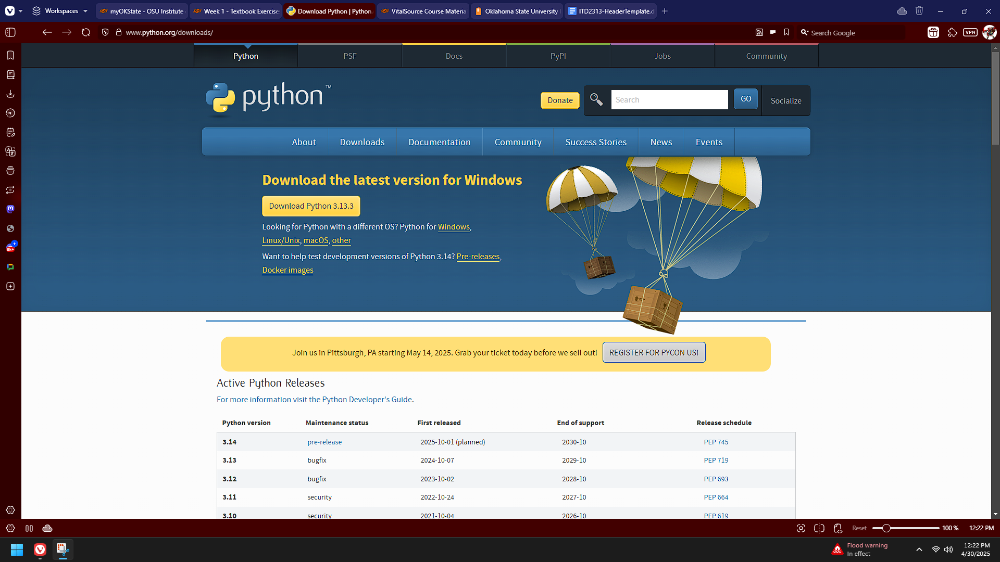 Workspaces
myOKState - OSU Institute
Week 1 - Textbook Exercise
Download Python | Python.
VitalSource Course Material
Oklahoma State University
ITD2313-HeaderTemplate.d
www.python.org/downloads/
Search Google
VPN
Python
PSF
Docs
PyPI
Jobs
Community
python™
Donate
Search
GO
Socialize
About
Downloads
Documentation
Community
Success Stories
News
Events
Download the latest version for Windows
Download Python 3.13.3
Looking for Python with a different OS? Python for Windows,
Linux/Unix, macOS, other
Want to help test development versions of Python 3.14? Pre-releases,
Docker images
8K+
Join us in Pittsburgh, PA starting May 14, 2025. Grab your ticket today before we sell out! REGISTER FOR PYCON US!
Active Python Releases
For more information visit the Python Developer's Guide.
Python version Maintenance status First released End of support Release schedule
3.14 pre-release 2025-10-01 (planned) 2030-10 PEP 745
3.13 bugfix 2024-10-07 2029-10 PEP 719
3.12 bugfix 2023-10-02 2028-10 PEP 693
3.11 security 2022-10-24 2027-10 PEP 664
3.10 security 2021-10-04 2026-10 PEP 619
Reset
100 %
12:22 PM
Flood warning
In effect
12:22 PM
4/30/2025